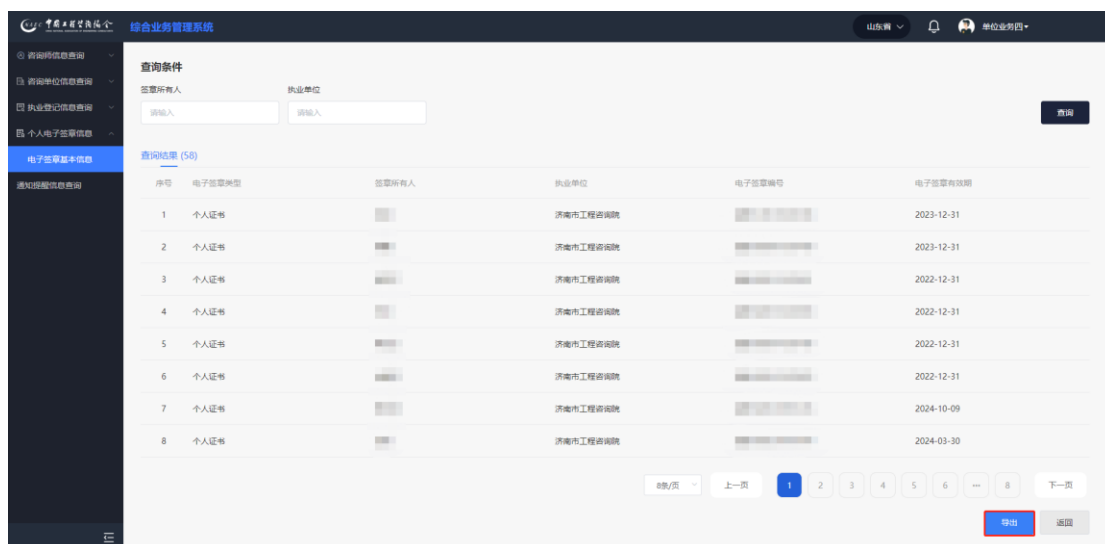 中国工程咨询协会 综合业务管理系统 山东省 单位业务四
咨询师信息查询
咨询单位信息查询
执业登记信息查询
个人电子签章信息
电子签章基本信息
通知提醒信息查询
查询条件
签章所有人 执业单位
请输入 请输入 查询
查询结果 (58)
序号 电子签章类型 签章所有人 执业单位 电子签章编号 电子签章有效期
1 个人证书 济南市工程咨询院 2023-12-31
2 个人证书 济南市工程咨询院 2023-12-31
3 个人证书 济南市工程咨询院 2022-12-31
4 个人证书 济南市工程咨询院 2022-12-31
5 个人证书 济南市工程咨询院 2022-12-31
6 个人证书 济南市工程咨询院 2022-12-31
7 个人证书 济南市工程咨询院 2024-10-09
8 个人证书 济南市工程咨询院 2024-03-30
8条/页 上一页 1 2 3 4 5 6 ... 8 下一页
导出 返回